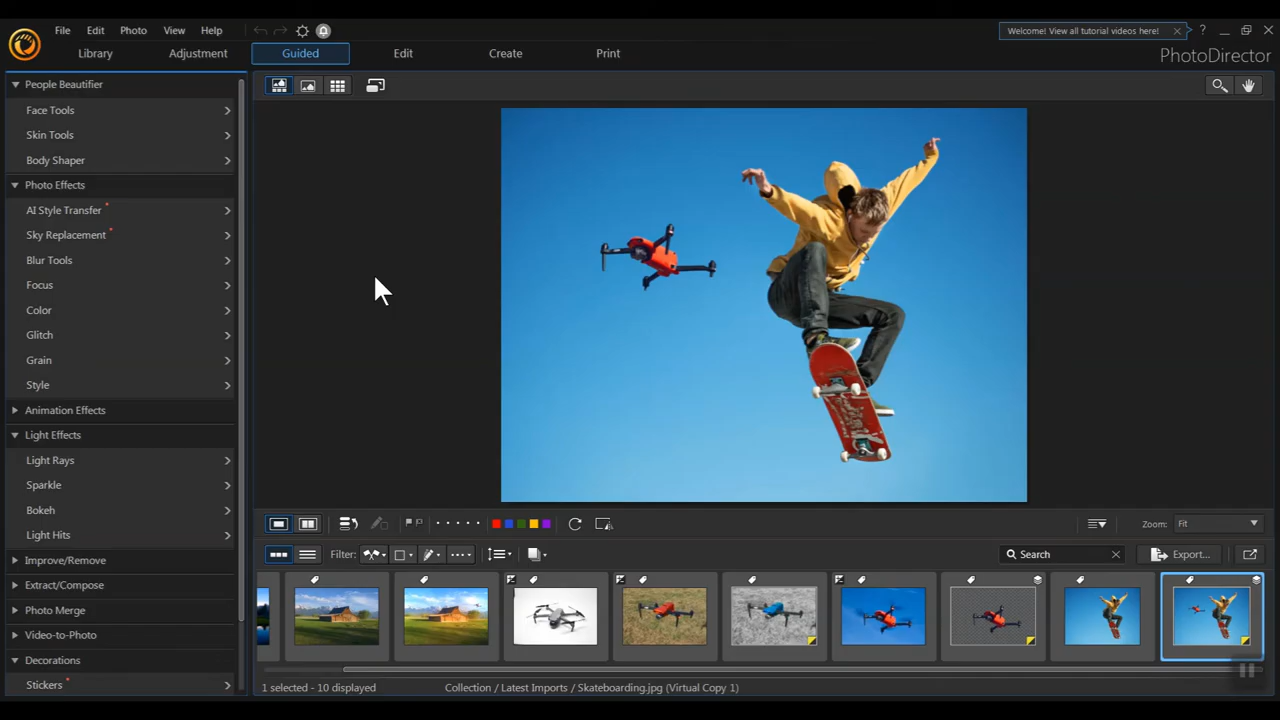 File Edit Photo View Help
Welcome! View all tutorial videos here!
?
Library Adjustment Guided Edit Create Print
PhotoDirector
People Beautifier
Face Tools
Skin Tools
Body Shaper
Photo Effects
AI Style Transfer
Sky Replacement
Blur Tools
Focus
Color
Glitch
Grain
Style
Animation Effects
Light Effects
Light Rays
Sparkle
Bokeh
Light Hits
Improve/Remove
Extract/Compose
Photo Merge
Video-to-Photo
Decorations
Stickers
Zoom: Fit
Filter:
Search
Export...
1 selected - 10 displayed
Collection / Latest Imports / Skateboarding.jpg (Virtual Copy 1)